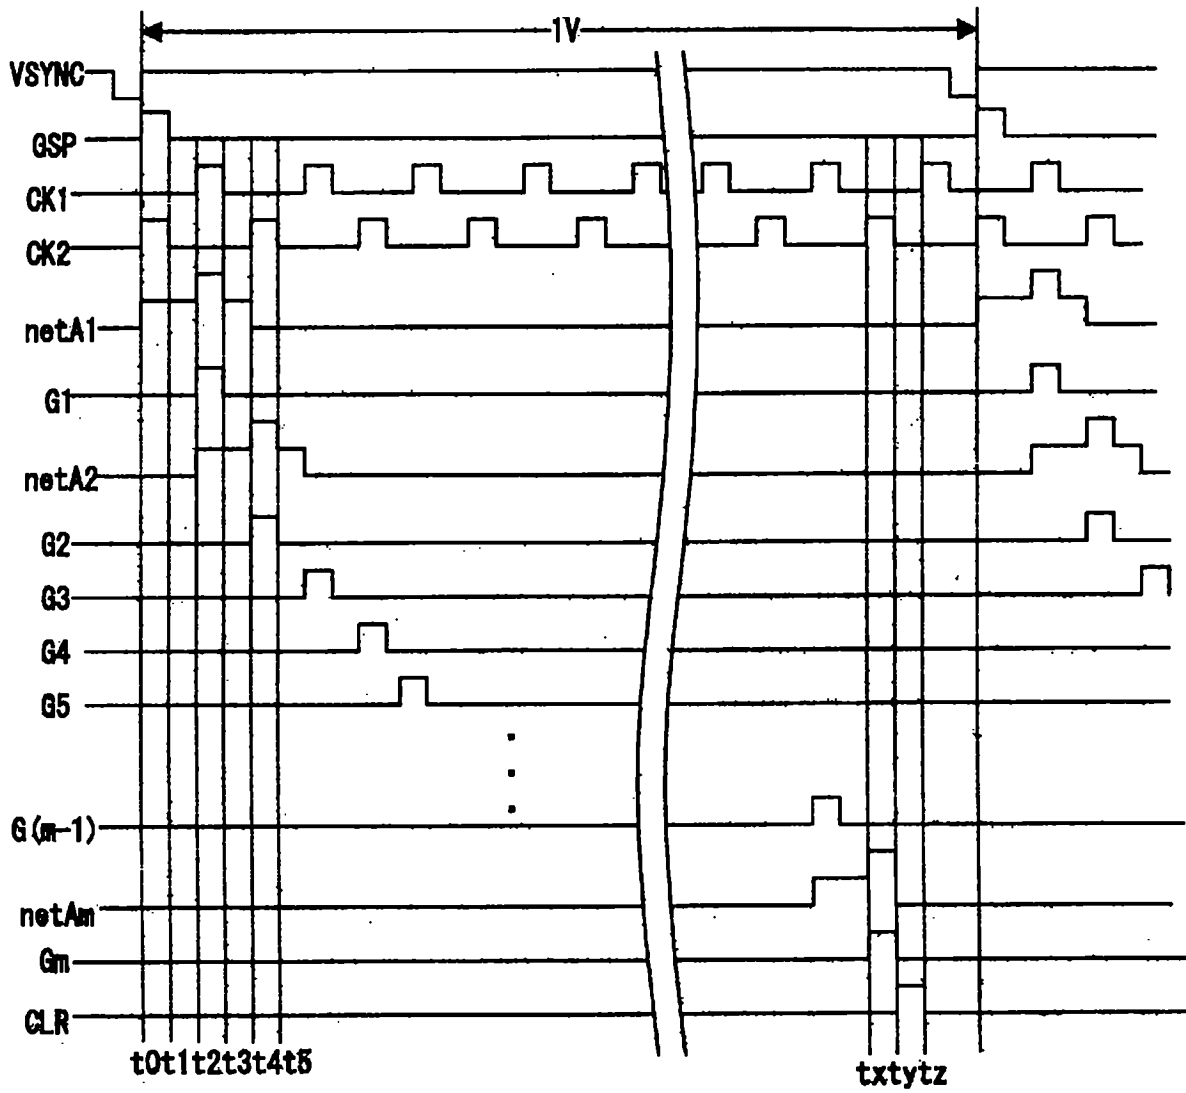 1V
VSYNC
GSP
CK1
CK2
netA1
G1
netA2
G2
G3
G4
G5
G(m-1)
netAm
Gm
CLR
t0t1t2t3t4t5
txtytz